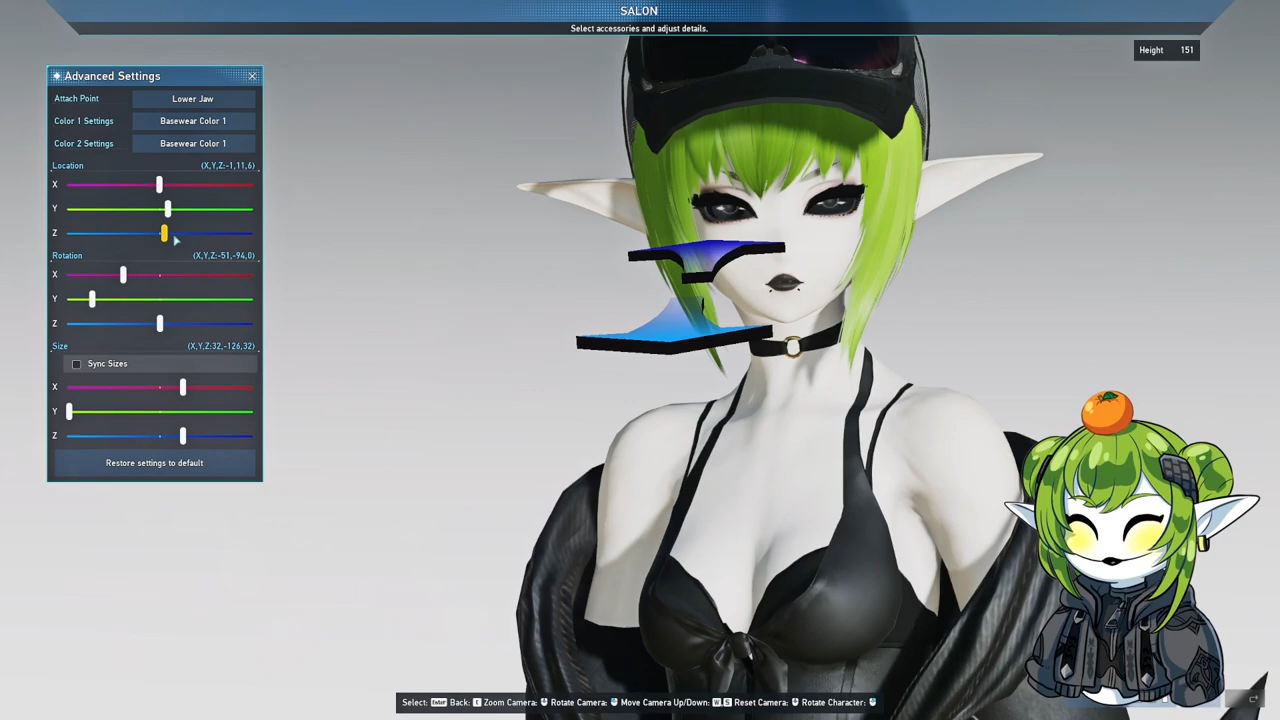 SALON
Select accessories and adjust details.
Height 151
Advanced Settings
Attach Point Lower Jaw
Color 1 Settings Basewear Color 1
Color 2 Settings Basewear Color 1
Location (X,Y,Z:-1,11,6)
X
Y
Z
Rotation (X,Y,Z:-51,-94,0)
X
Y
Z
Size (X,Y,Z:32,-126,32)
Sync Sizes
X
Y
Z
Restore settings to default
Select: Enter Back: Zoom Camera: Rotate Camera: Move Camera Up/Down: W,S Reset Camera: Rotate Character: